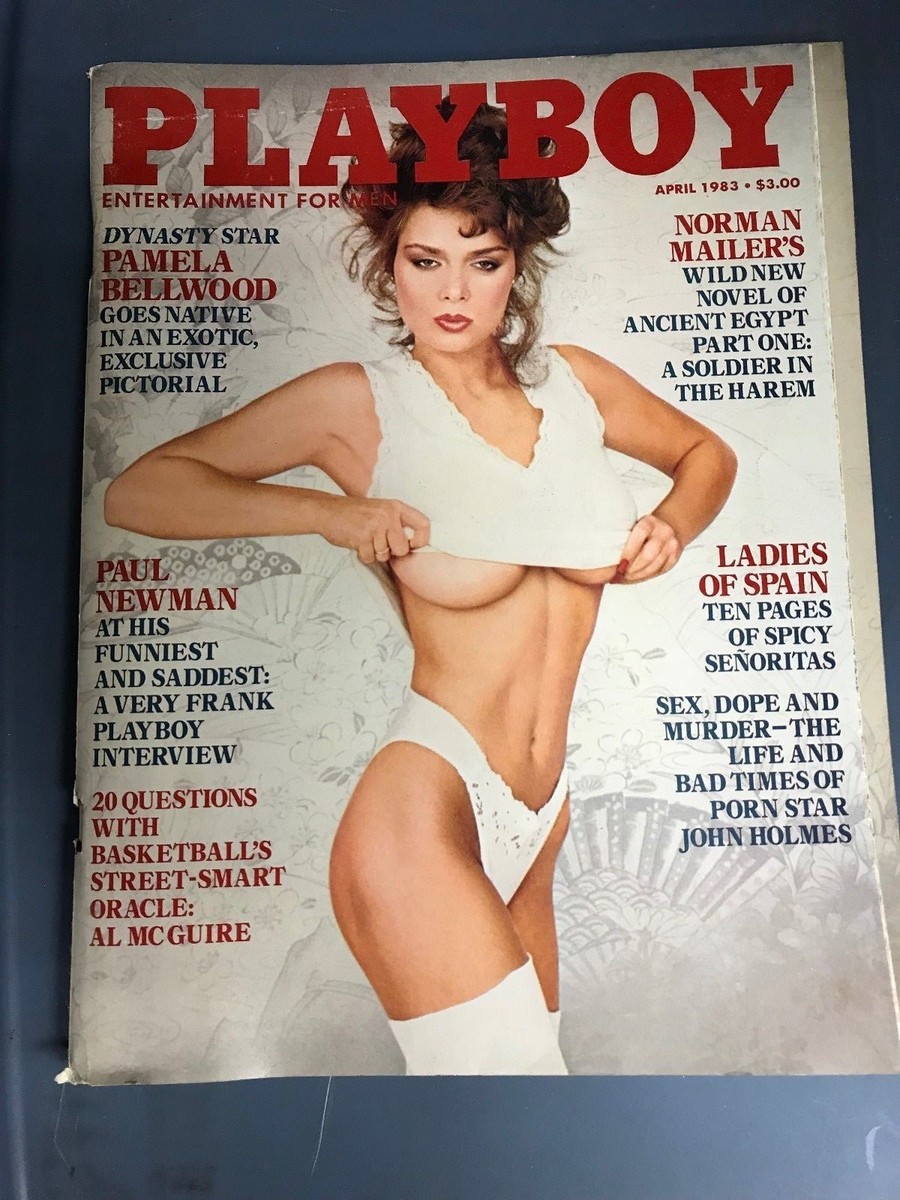 PLAYBOY
ENTERTAINMENT FOR MEN
APRIL 1983 • $3.00
DYNASTY STAR
PAMELA
BELLWOOD
GOES NATIVE
IN AN EXOTIC,
EXCLUSIVE
PICTORIAL
NORMAN
MAILER'S
WILD NEW
NOVEL OF
ANCIENT EGYPT
PART ONE:
A SOLDIER IN
THE HAREM
PAUL
NEWMAN
AT HIS
FUNNIEST
AND SADDEST:
A VERY FRANK
PLAYBOY
INTERVIEW
20 QUESTIONS
WITH
BASKETBALL'S
STREET-SMART
ORACLE:
AL MCGUIRE
LADIES
OF SPAIN
TEN PAGES
OF SPICY
SEÑORITAS
SEX, DOPE AND
MURDER—THE
LIFE AND
BAD TIMES OF
PORN STAR
JOHN HOLMES